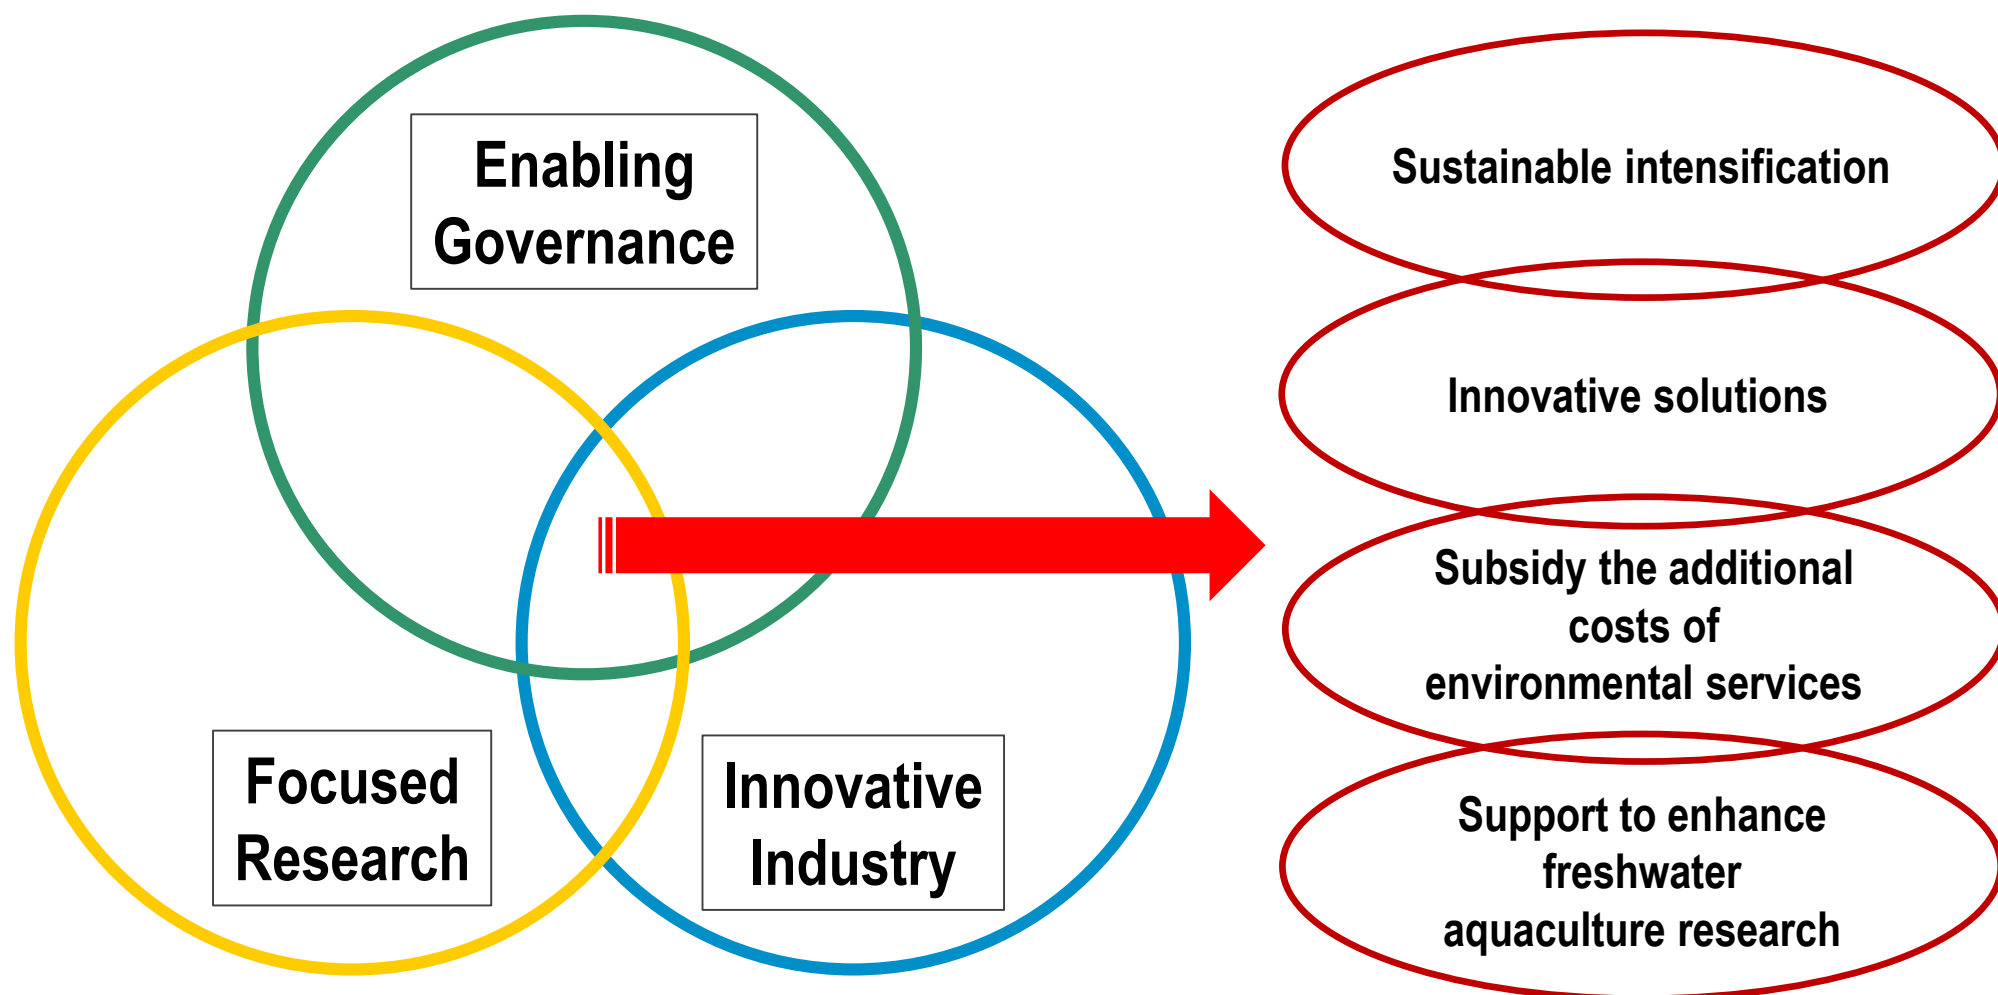 Enabling
Governance
Focused
Research
Innovative
Industry
Sustainable intensification
Innovative solutions
Subsidy the additional
costs of
environmental services
Support to enhance
freshwater
aquaculture research